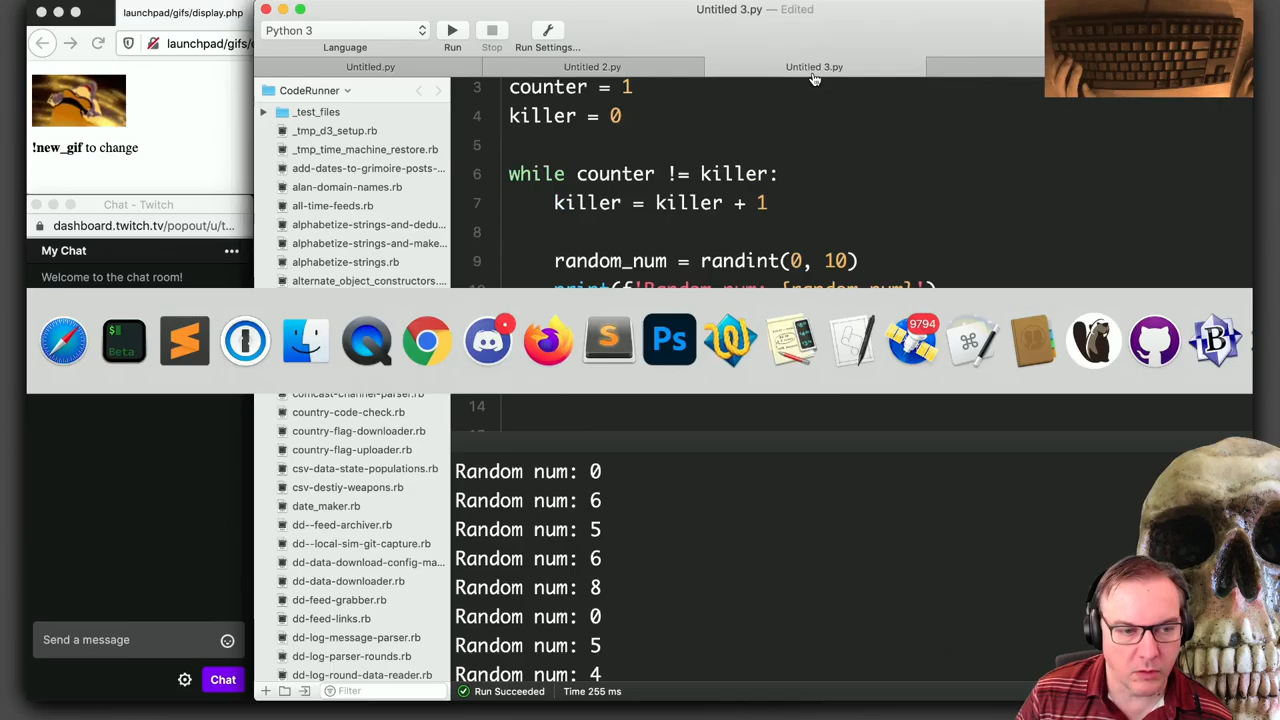 launchpad/gifs/display.php
launchpad/gifs/
!new_gif to change
Chat - Twitch
dashboard.twitch.tv/popout/u/t...
My Chat
Welcome to the chat room!
Send a message
Chat
Untitled 3.py — Edited
Python 3
Language
Run
Stop
Run Settings...
Untitled.py
Untitled 2.py
Untitled 3.py
CodeRunner
_test_files
_tmp_d3_setup.rb
_tmp_time_machine_restore.rb
add-dates-to-grimoire-posts-...
alan-domain-names.rb
all-time-feeds.rb
alphabetize-strings-and-dedu...
alphabetize-strings-and-make...
alphabetize-strings.rb
alternate_object_constructors....
comcast-channel-parser.rb
country-code-check.rb
country-flag-downloader.rb
country-flag-uploader.rb
csv-data-state-populations.rb
csv-destiy-weapons.rb
date_maker.rb
dd--feed-archiver.rb
dd--local-sim-git-capture.rb
dd-data-download-config-ma...
dd-data-downloader.rb
dd-feed-grabber.rb
dd-feed-links.rb
dd-log-message-parser.rb
dd-log-parser-rounds.rb
dd-log-round-data-reader.rb
Filter
3 counter = 1
4 killer = 0
5
6 while counter != killer:
7 killer = killer + 1
8
9 random_num = randint(0, 10)
10 print(f'Random num: {random_num}')
$
Beta
Ps
9794
B
14
Random num: 0
Random num: 6
Random num: 5
Random num: 6
Random num: 8
Random num: 0
Random num: 5
Random num: 4
Run Succeeded
Time 255 ms